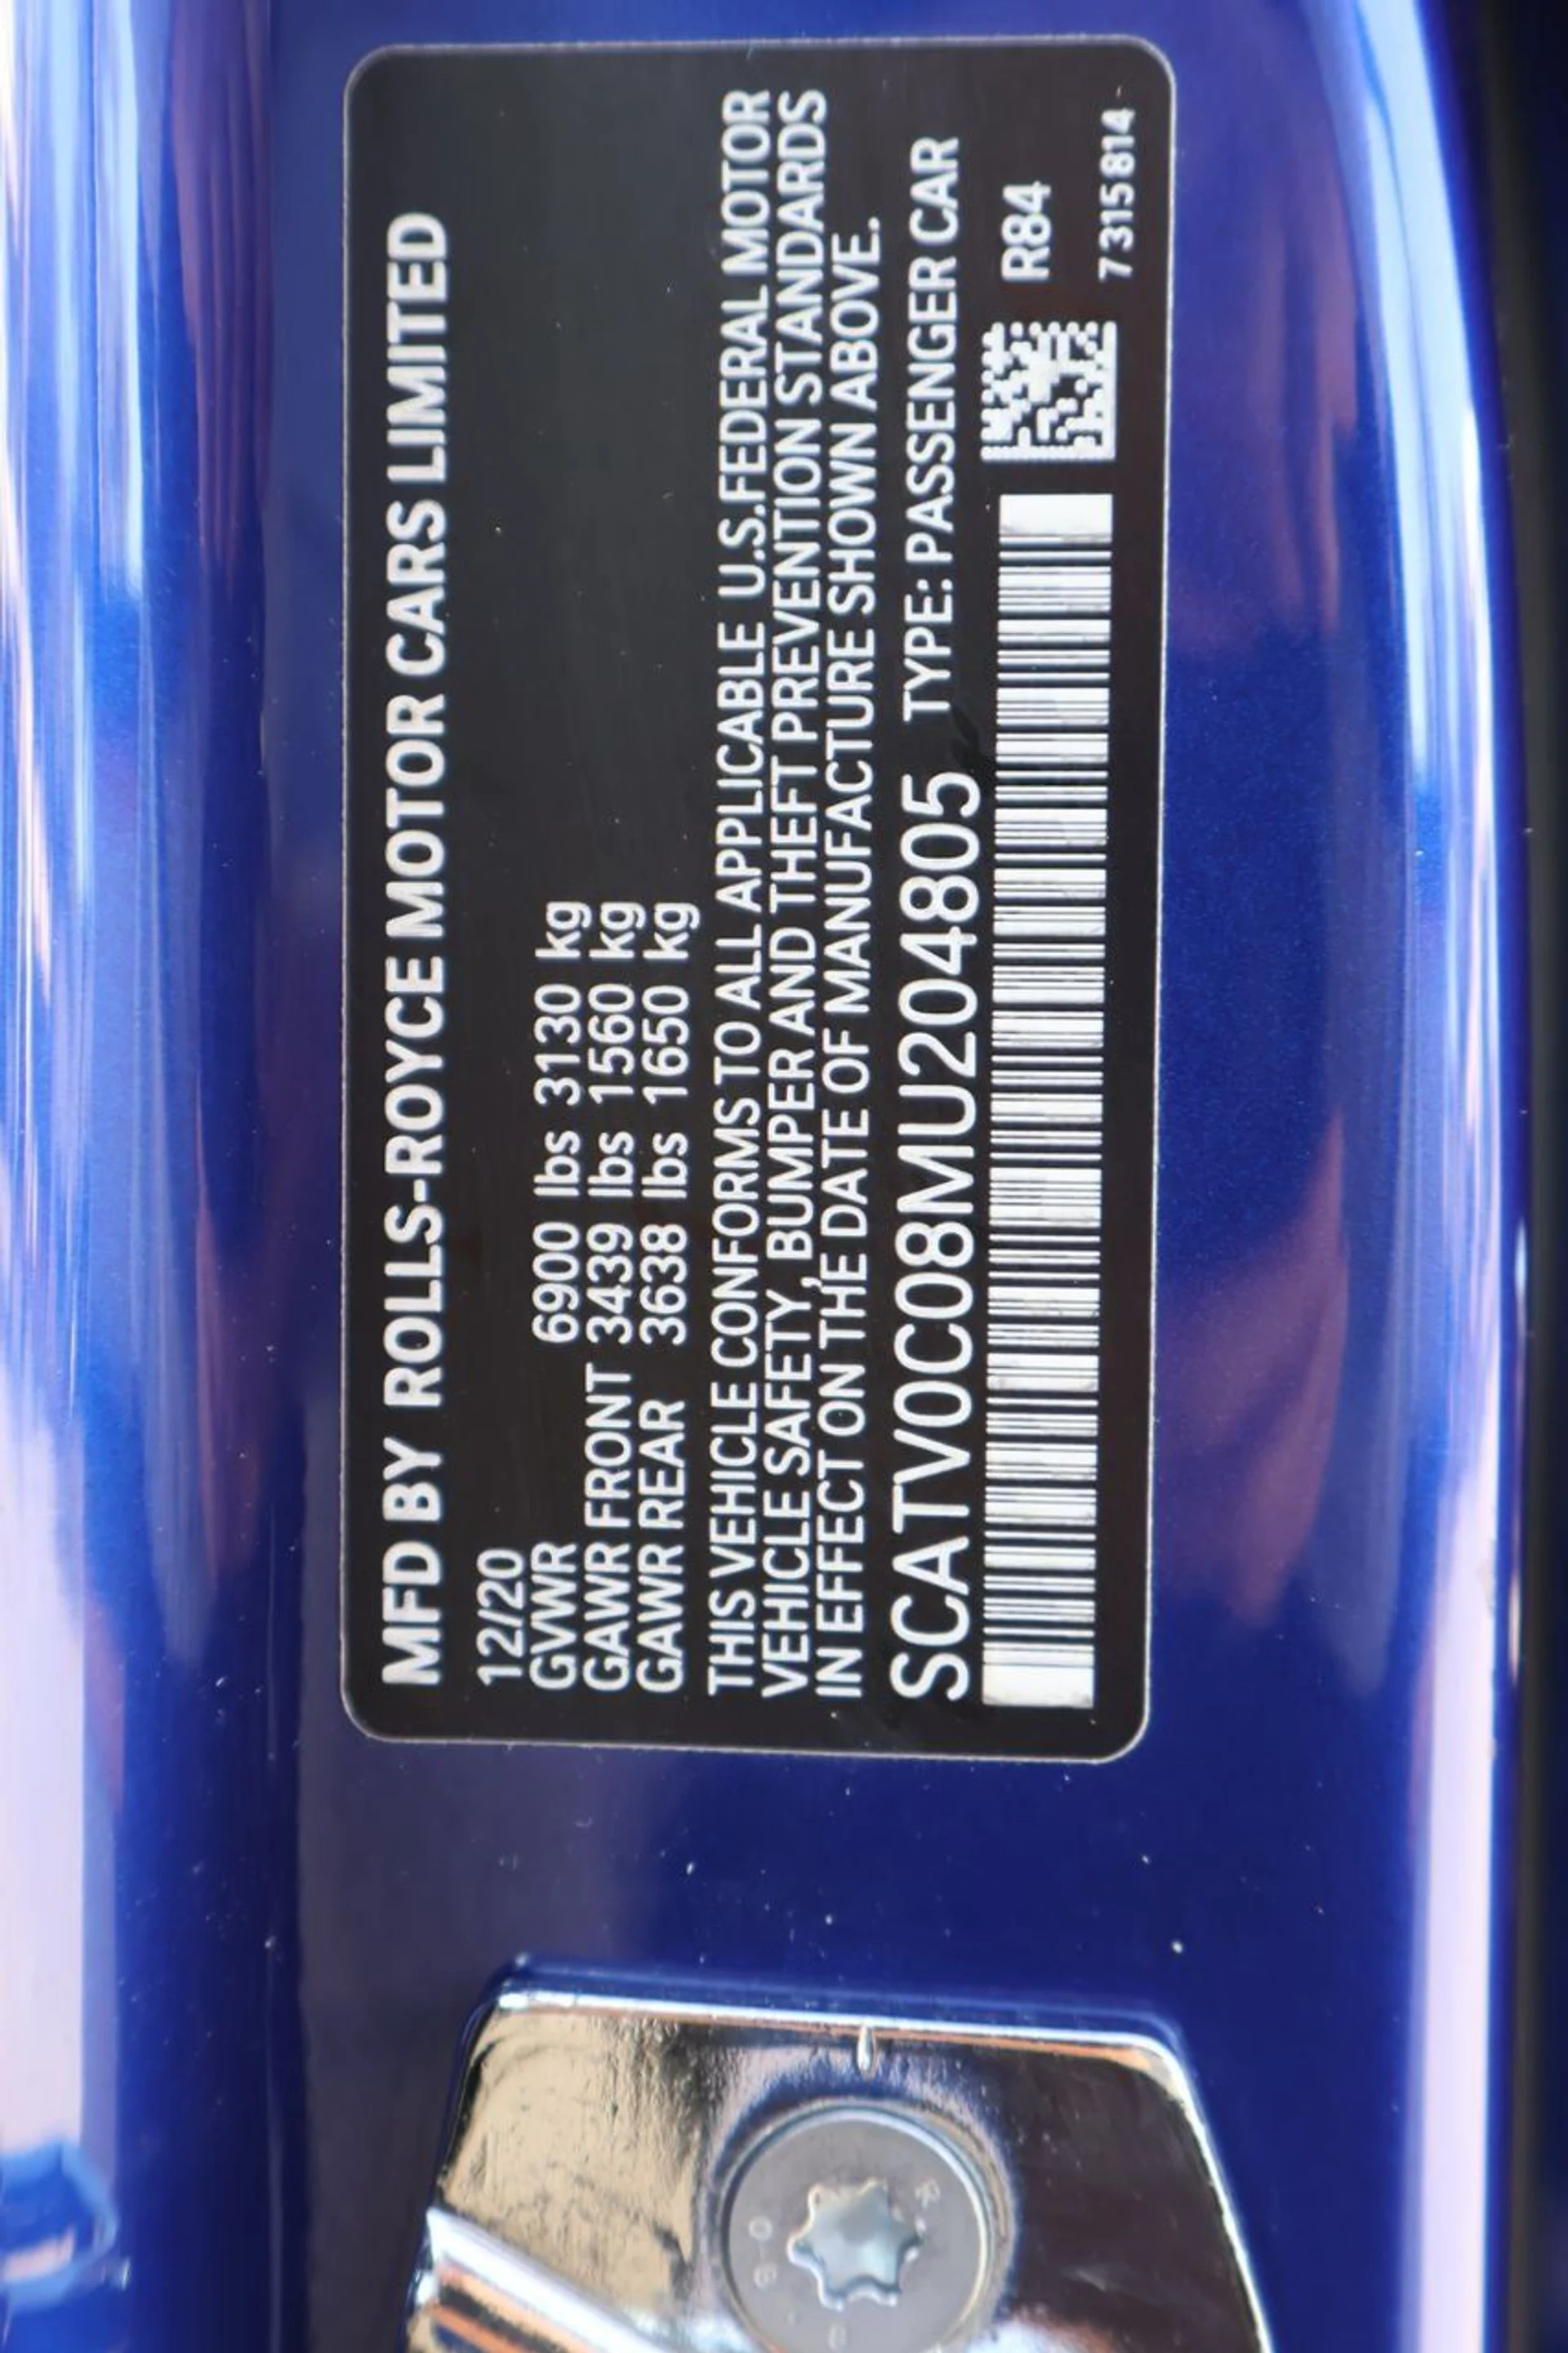 MFD BY ROLLS-ROYCE MOTOR CARS LIMITED
12/20
GVWR 6900 lbs 3130 kg
GAWR FRONT 3439 lbs 1560 kg
GAWR REAR 3638 lbs 1650 kg
THIS VEHICLE CONFORMS TO ALL APPLICABLE U.S.FEDERAL MOTOR
VEHICLE SAFETY, BUMPER AND THEFT PREVENTION STANDARDS
IN EFFECT ON THE DATE OF MANUFACTURE SHOWN ABOVE.
SCATV0C08MU204805 TYPE: PASSENGER CAR
R84
7315814